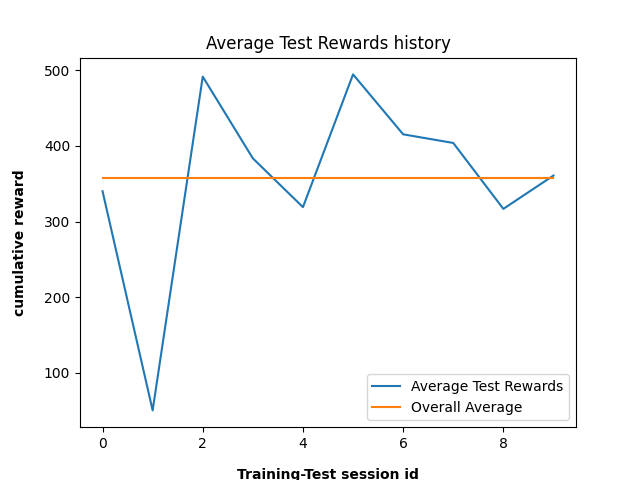 Average Test Rewards history
500
400
300
200
100
cumulative reward
0
2
4
6
8
Training-Test session id
Average Test Rewards
Overall Average